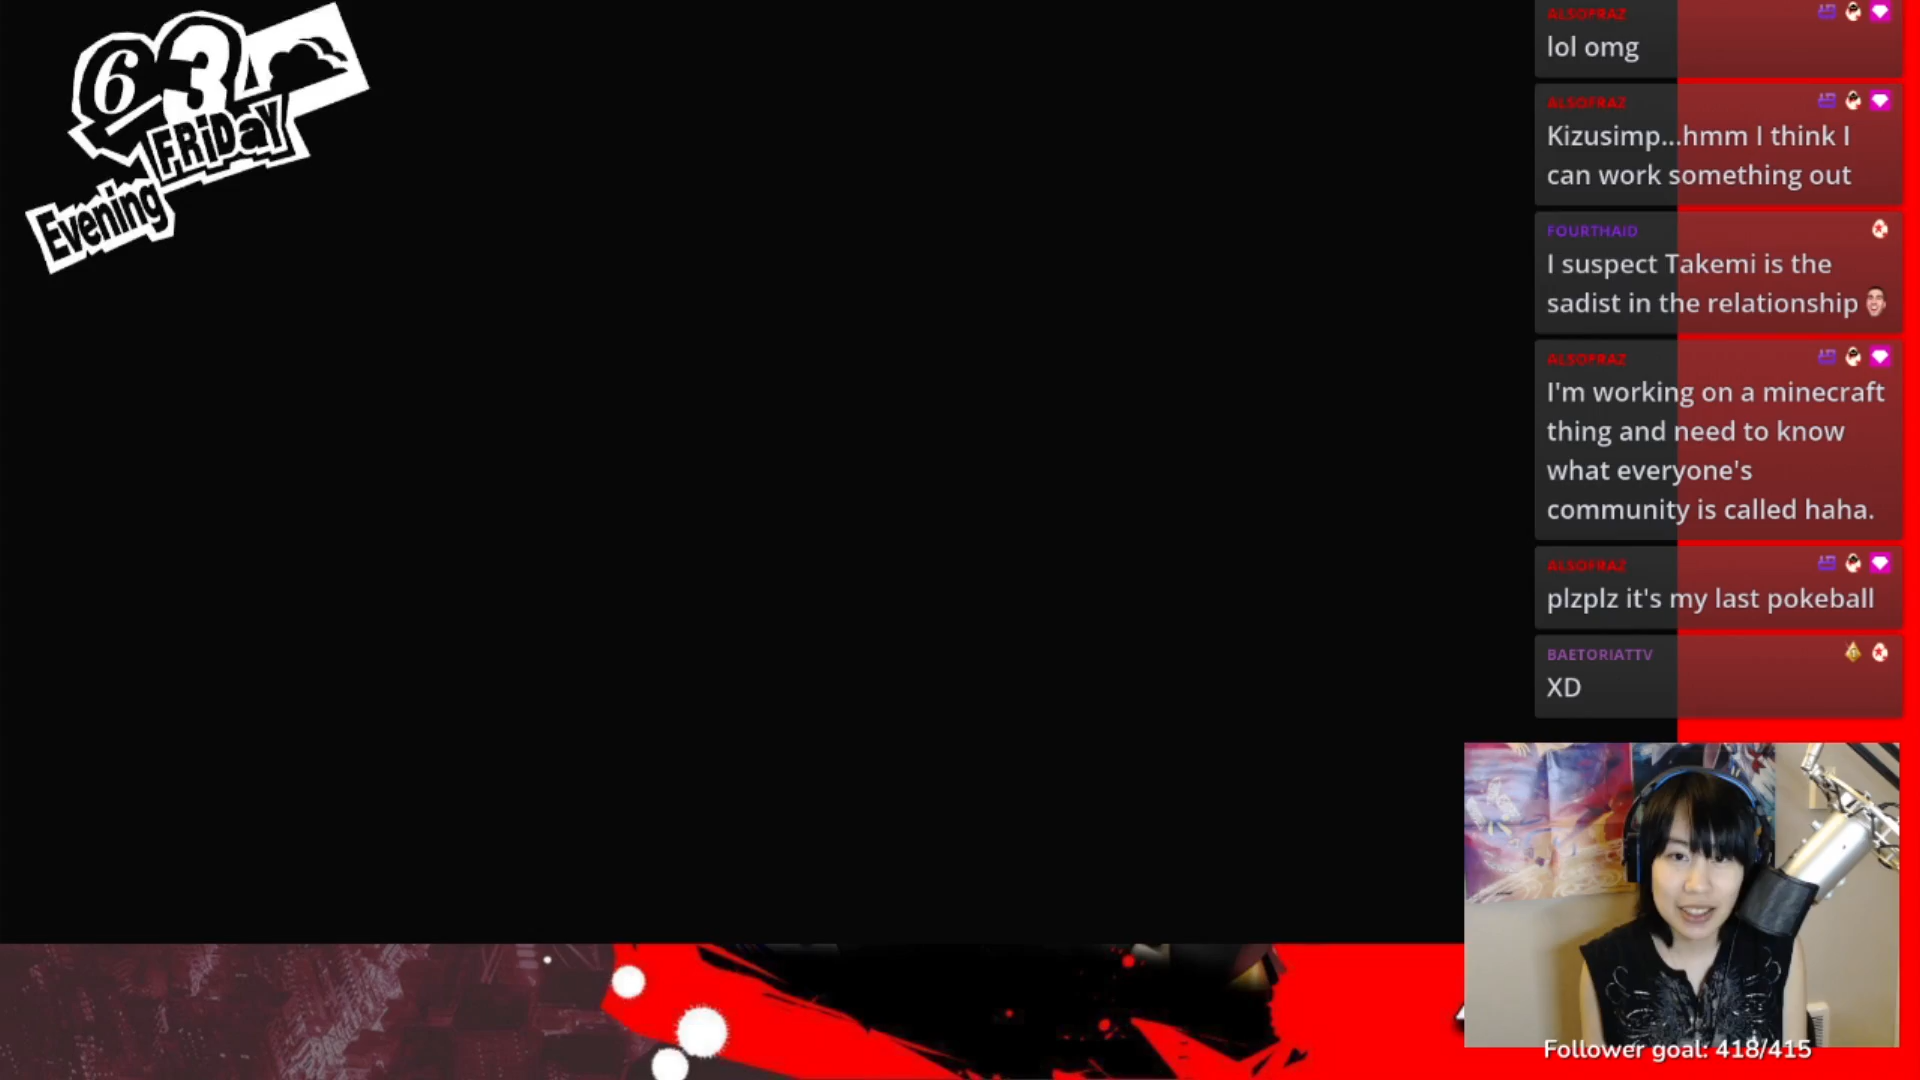 6/3
FRiDaY
Evening
ALSOFRAZ
lol omg
ALSOFRAZ
Kizusimp...hmm I think I
can work something out
FOURTHAID
I suspect Takemi is the
sadist in the relationship
ALSOFRAZ
I'm working on a minecraft
thing and need to know
what everyone's
community is called haha.
ALSOFRAZ
plzplz it's my last pokeball
BAETORIATTV
XD
Follower goal: 418/415